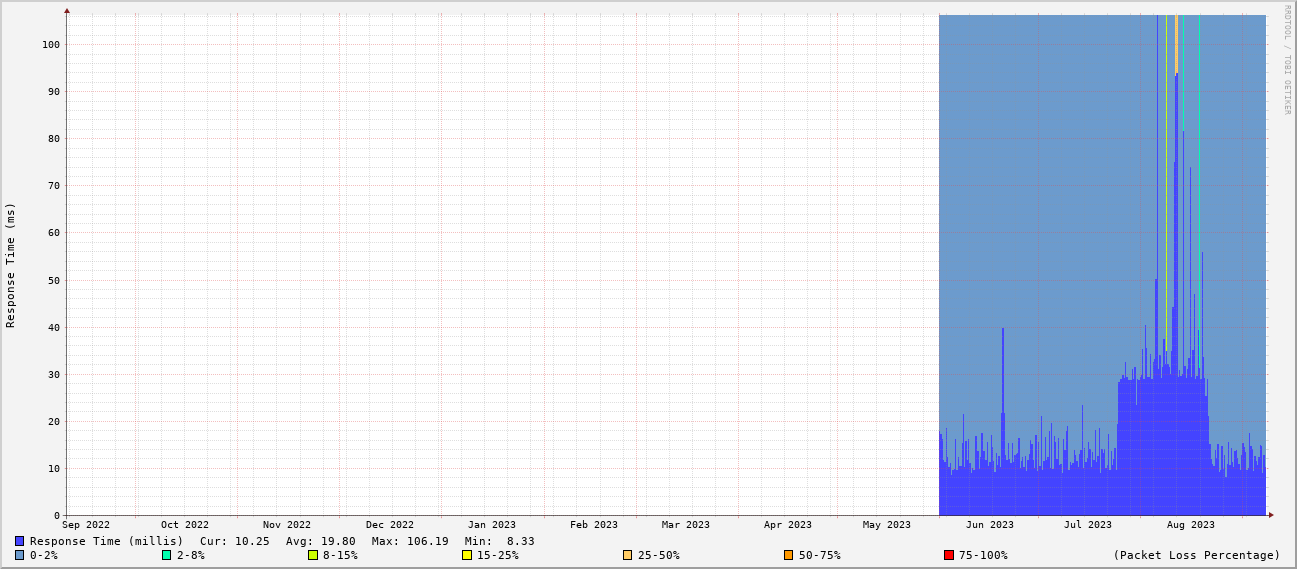 RRDTOOL / TOBI OETIKER
Response Time (ms)
100
90
80
70
60
50
40
30
20
10
0
Sep 2022 Oct 2022 Nov 2022 Dec 2022 Jan 2023 Feb 2023 Mar 2023 Apr 2023 May 2023 Jun 2023 Jul 2023 Aug 2023
Response Time (millis) Cur: 10.25 Avg: 19.80 Max: 106.19 Min: 8.33
0-2% 2-8% 8-15% 15-25% 25-50% 50-75% 75-100% (Packet Loss Percentage)